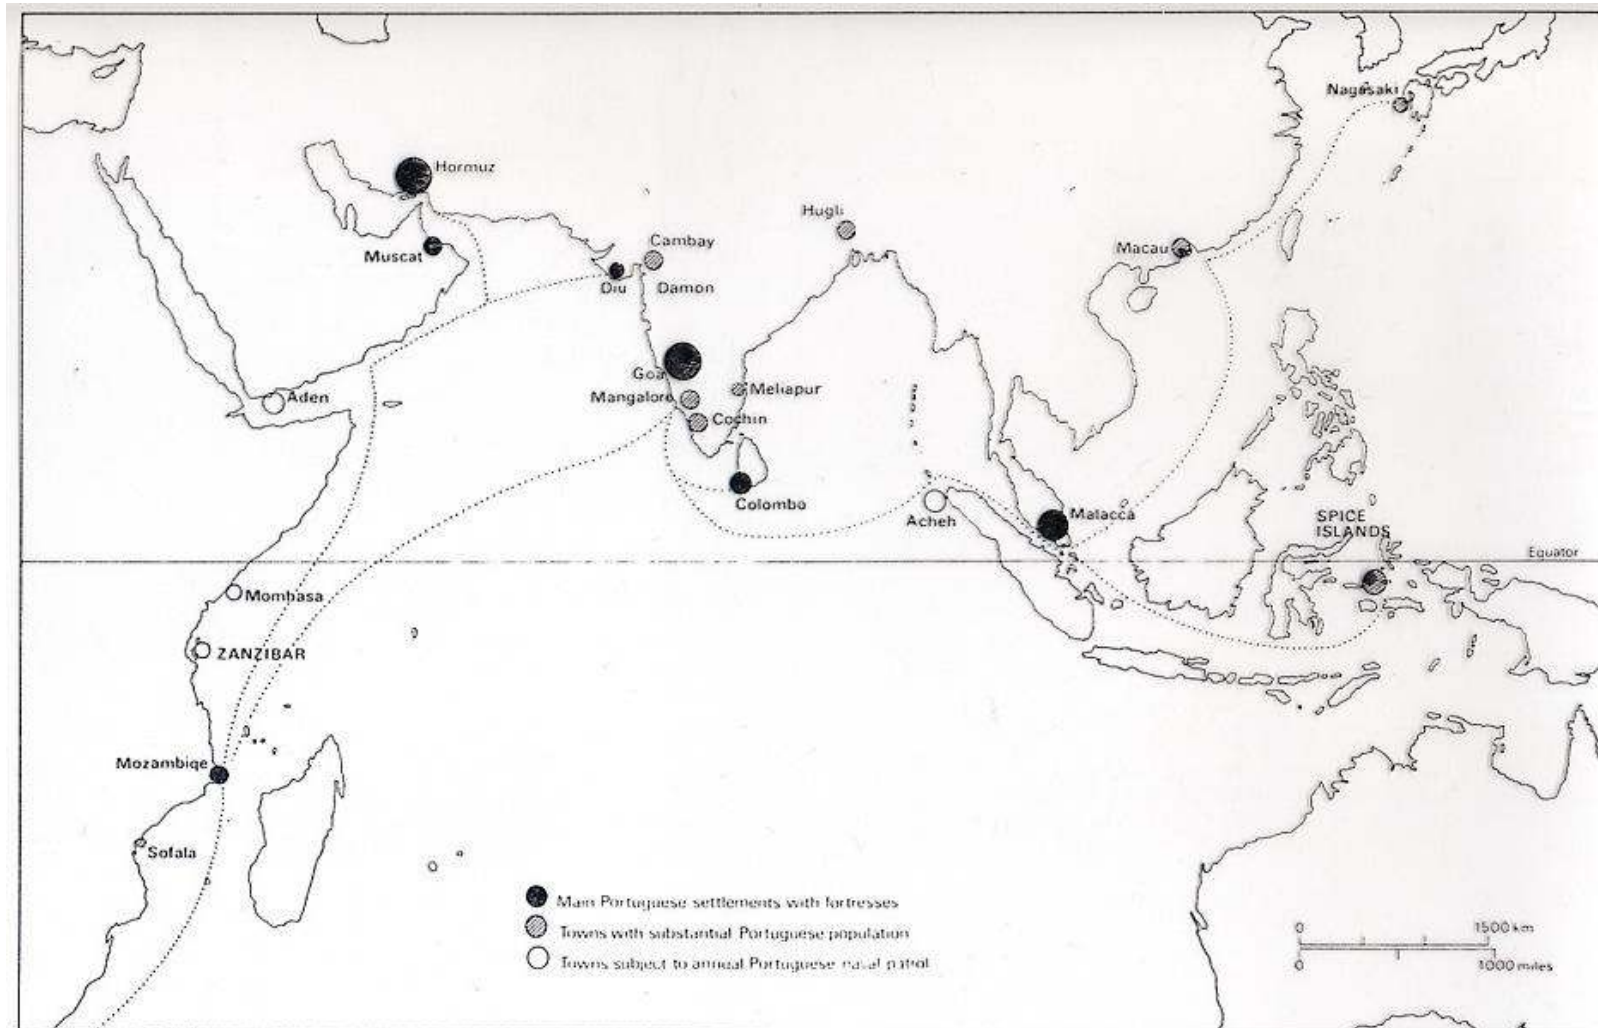 Nagasaki
Hormuz
Hugli
Cambay
Macau
Muscat
Diu
Damon
Goa
Aden
Mangalore
Meliapur
Cochin
Colombo
Acheh
Malacca
SPICE
ISLANDS
Equator
Mombasa
ZANZIBAR
Mozambiqe
Sofala
Main Portuguese settlements with fortresses
Towns with substantial Portuguese population
Towns subject to annual Portuguese naval patrol
0 1500 km
0 1000 miles